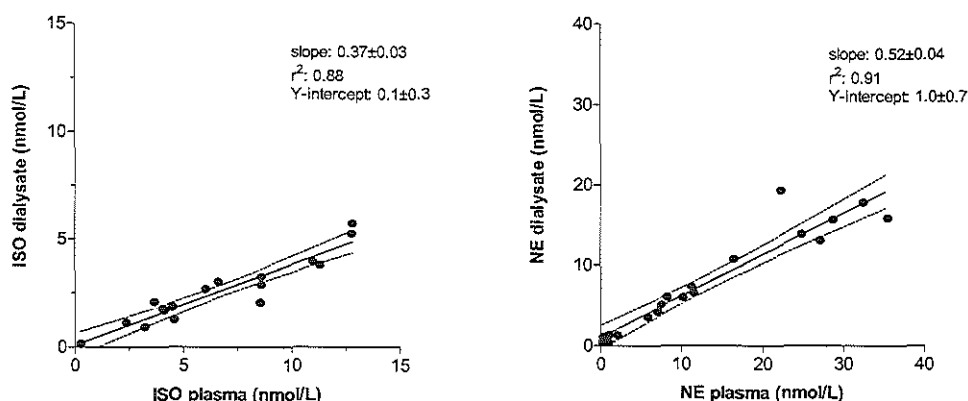 15
10
5
0
0
5
10
15
ISO dialysate (nmol/L)
ISO plasma (nmol/L)
slope: 0.37±0.03
r²: 0.88
Y-intercept: 0.1±0.3
40
30
20
10
0
0
10
20
30
40
NE dialysate (nmol/L)
NE plasma (nmol/L)
slope: 0.52±0.04
r²: 0.91
Y-intercept: 1.0±0.7